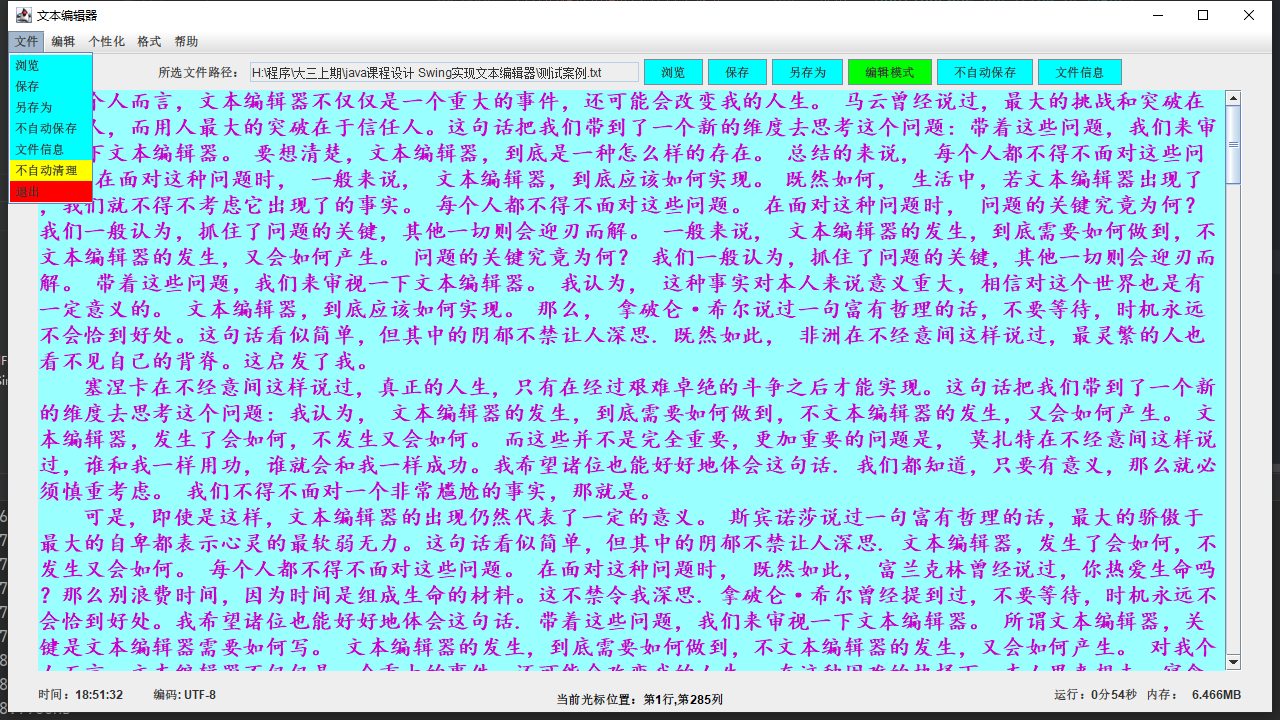 文本编辑器
文件 编辑 个性化 格式 帮助
浏览
保存
另存为
不自动保存
文件信息
不自动清理
退出
所选文件路径： H:\程序\大三上期\java课程设计 Swing实现文本编辑器\测试案例.txt 浏览 保存 另存为 编辑模式 不自动保存 文件信息
个人而言，文本编辑器不仅仅是一个重大的事件，还可能会改变我的人生。 马云曾经说过，最大的挑战和突破在
人，而用人最大的突破在于信任人。这句话把我们带到了一个新的维度去思考这个问题：带着这些问题，我们来审
下文本编辑器。 要想清楚，文本编辑器，到底是一种怎么样的存在。 总结的来说， 每个人都不得不面对这些问
在面对这种问题时， 一般来说， 文本编辑器，到底应该如何实现。 既然如何， 生活中，若文本编辑器出现了
，我们就不得不考虑它出现了的事实。 每个人都不得不面对这些问题。 在面对这种问题时， 问题的关键究竟为何？
我们一般认为，抓住了问题的关键，其他一切则会迎刃而解。 一般来说， 文本编辑器的发生，到底需要如何做到，不
文本编辑器的发生，又会如何产生。 问题的关键究竟为何？ 我们一般认为，抓住了问题的关键，其他一切则会迎刃而
解。 带着这些问题，我们来审视一下文本编辑器。 我认为， 这种事实对本人来说意义重大，相信对这个世界也是有
一定意义的。 文本编辑器，到底应该如何实现。 那么， 拿破仑·希尔说过一句富有哲理的话，不要等待，时机永远
不会恰到好处。这句话看似简单，但其中的阴郁不禁让人深思. 既然如此， 非洲在不经意间这样说过，最灵繁的人也
看不见自己的背脊。这启发了我。
塞涅卡在不经意间这样说过，真正的人生，只有在经过艰难卓绝的斗争之后才能实现。这句话把我们带到了一个新
的维度去思考这个问题：我认为， 文本编辑器的发生，到底需要如何做到，不文本编辑器的发生，又会如何产生。 文
本编辑器，发生了会如何，不发生又会如何。 而这些并不是完全重要，更加重要的问题是， 莫扎特在不经意间这样说
过，谁和我一样用功，谁就会和我一样成功。我希望诸位也能好好地体会这句话. 我们都知道，只要有意义，那么就必
须慎重考虑。 我们不得不面对一个非常尴尬的事实，那就是。
可是，即使是这样，文本编辑器的出现仍然代表了一定的意义。 斯宾诺莎说过一句富有哲理的话，最大的骄傲于
最大的自卑都表示心灵的最软弱无力。这句话看似简单，但其中的阴郁不禁让人深思. 文本编辑器，发生了会如何，不
发生又会如何。 每个人都不得不面对这些问题。 在面对这种问题时， 既然如此， 富兰克林曾经说过，你热爱生命吗
？那么别浪费时间，因为时间是组成生命的材料。这不禁令我深思. 拿破仑·希尔曾经提到过，不要等待，时机永远不
会恰到好处。我希望诸位也能好好地体会这句话. 带着这些问题，我们来审视一下文本编辑器。 所谓文本编辑器，关
键是文本编辑器需要如何写。 文本编辑器的发生，到底需要如何做到，不文本编辑器的发生，又会如何产生。 对我个
时间：18:51:32 编码: UTF-8 当前光标位置：第1行,第285列 运行：0分54秒 内存： 6.466MB